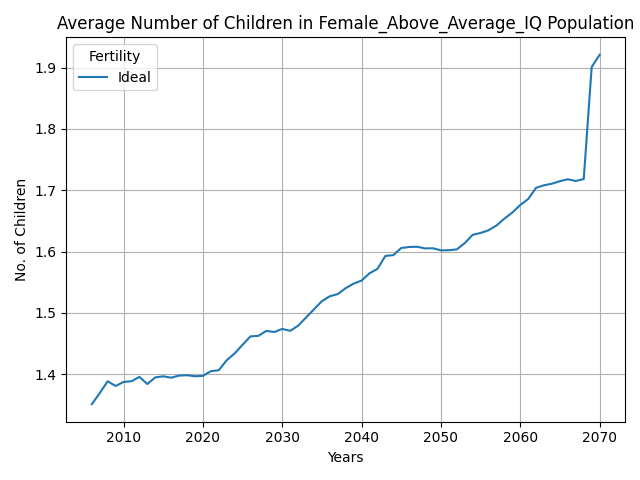 Average Number of Children in Female_Above_Average_IQ Population
Fertility
Ideal
No. of Children
1.9
1.8
1.7
1.6
1.5
1.4
2010 2020 2030 2040 2050 2060 2070
Years